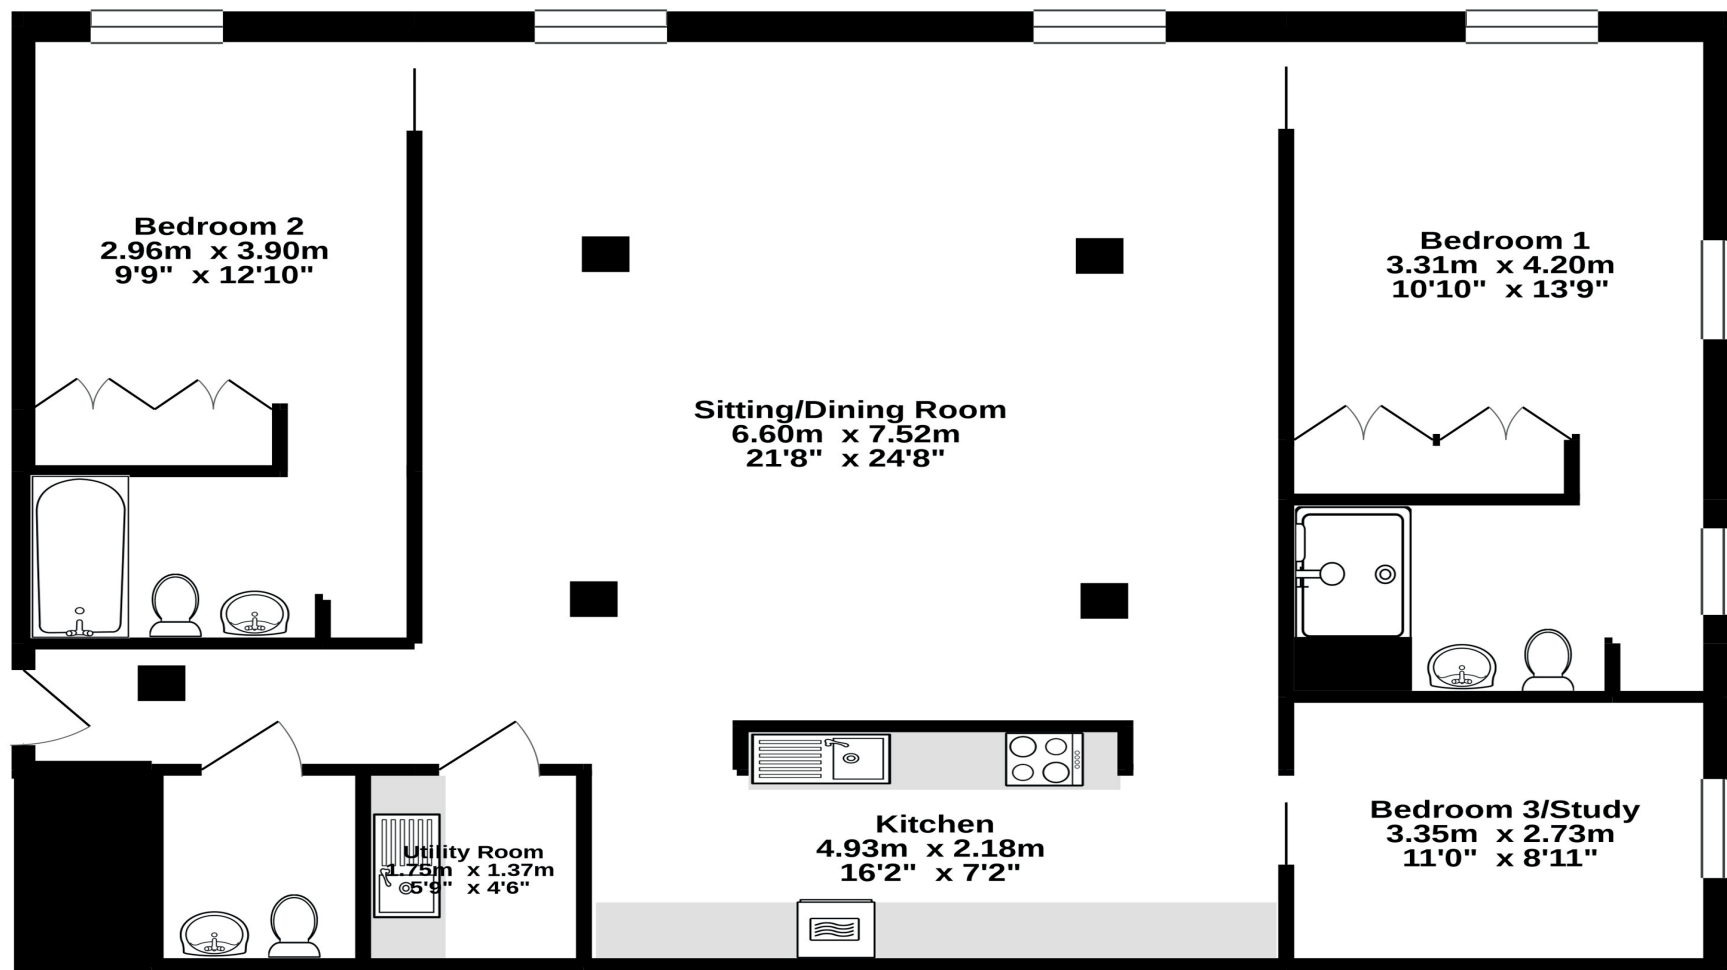 Bedroom 2
2.96m x 3.90m
9'9" x 12'10"
Bedroom 1
3.31m x 4.20m
10'10" x 13'9"
Sitting/Dining Room
6.60m x 7.52m
21'8" x 24'8"
Utility Room
1.75m x 1.37m
5'9" x 4'6"
Kitchen
4.93m x 2.18m
16'2" x 7'2"
Bedroom 3/Study
3.35m x 2.73m
11'0" x 8'11"